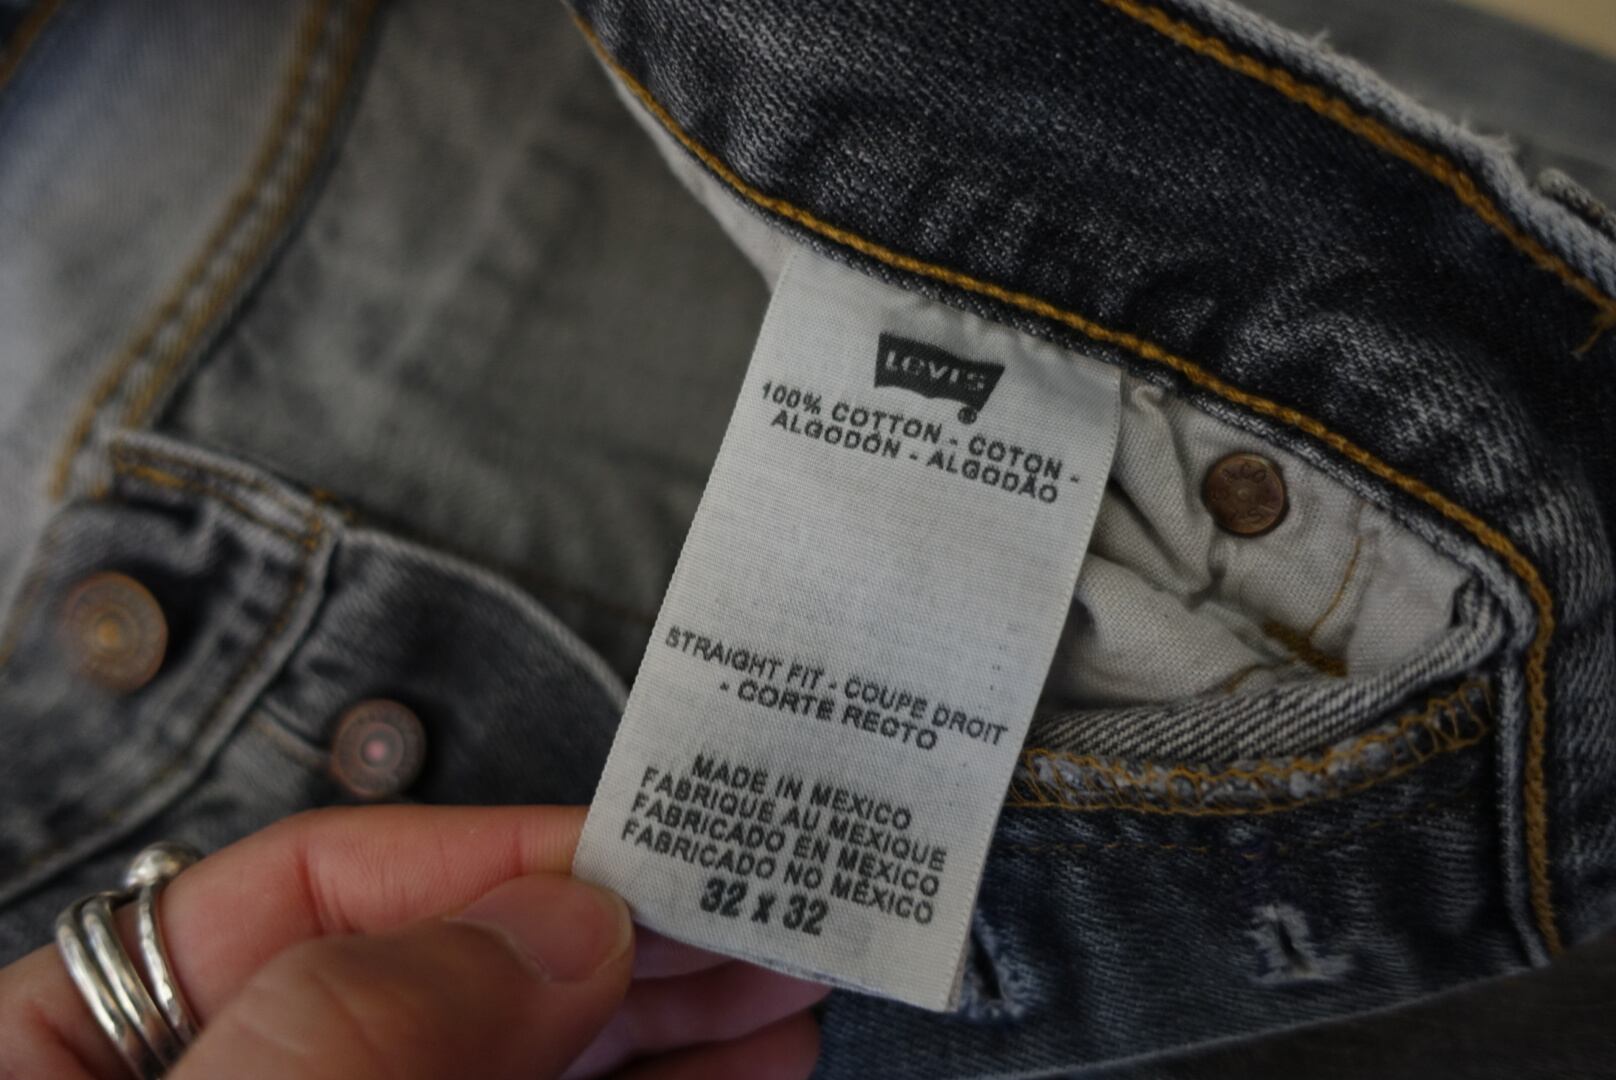 LEVI'S
®
100% COTTON - COTON -
ALGODÓN - ALGODÃO
STRAIGHT FIT - COUPE DROIT
- CORTE RECTO
MADE IN MEXICO
FABRIQUE AU MEXIQUE
FABRICADO EN MÉXICO
FABRICADO NO MÉXICO
32 x 32